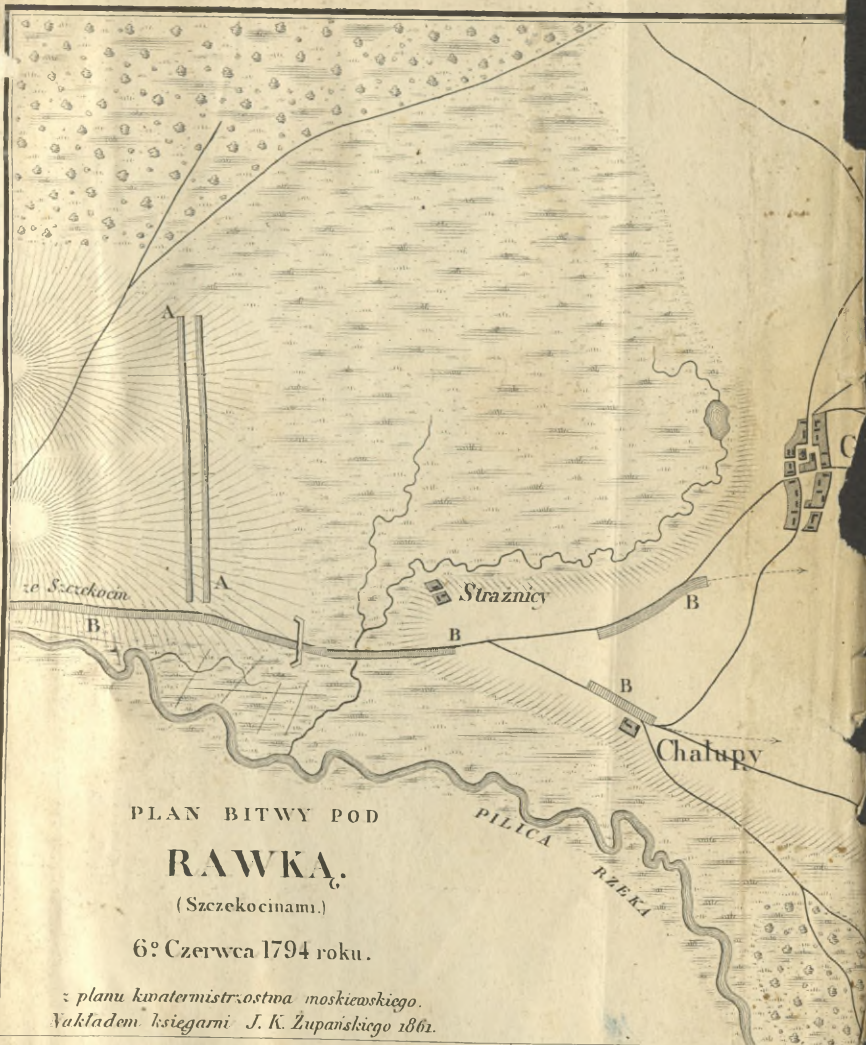 A
A
ze Szczekocin
B
Strażnicy
B
B
B
Chałupy
PILICA
RZEKA
PLAN BITWY POD
RAWKĄ.
(Szczekocinami.)
6º Czerwca 1794 roku.
z planu kwatermistrzostwa moskiewskiego.
Nakładem księgarni J. K. Żupańskiego 1861.